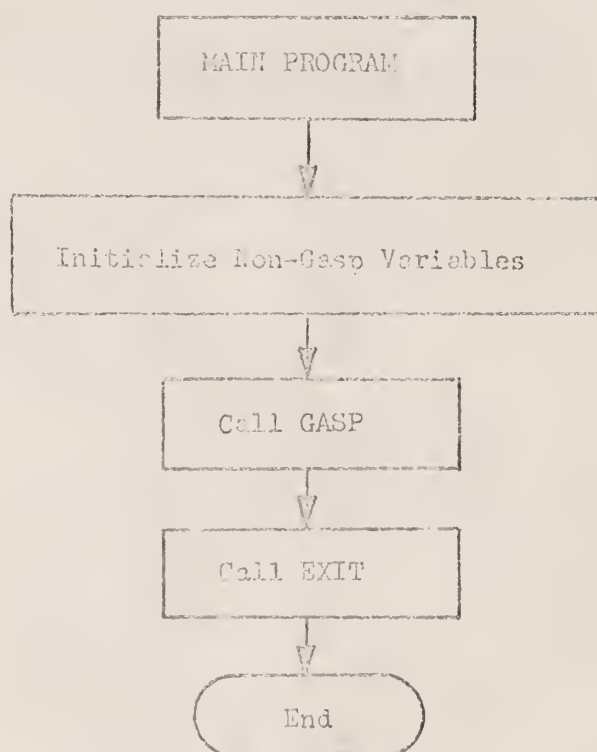 MAIN PROGRAM
Initialize Non-Gasp Variables
Call GASP
Call EXIT
End